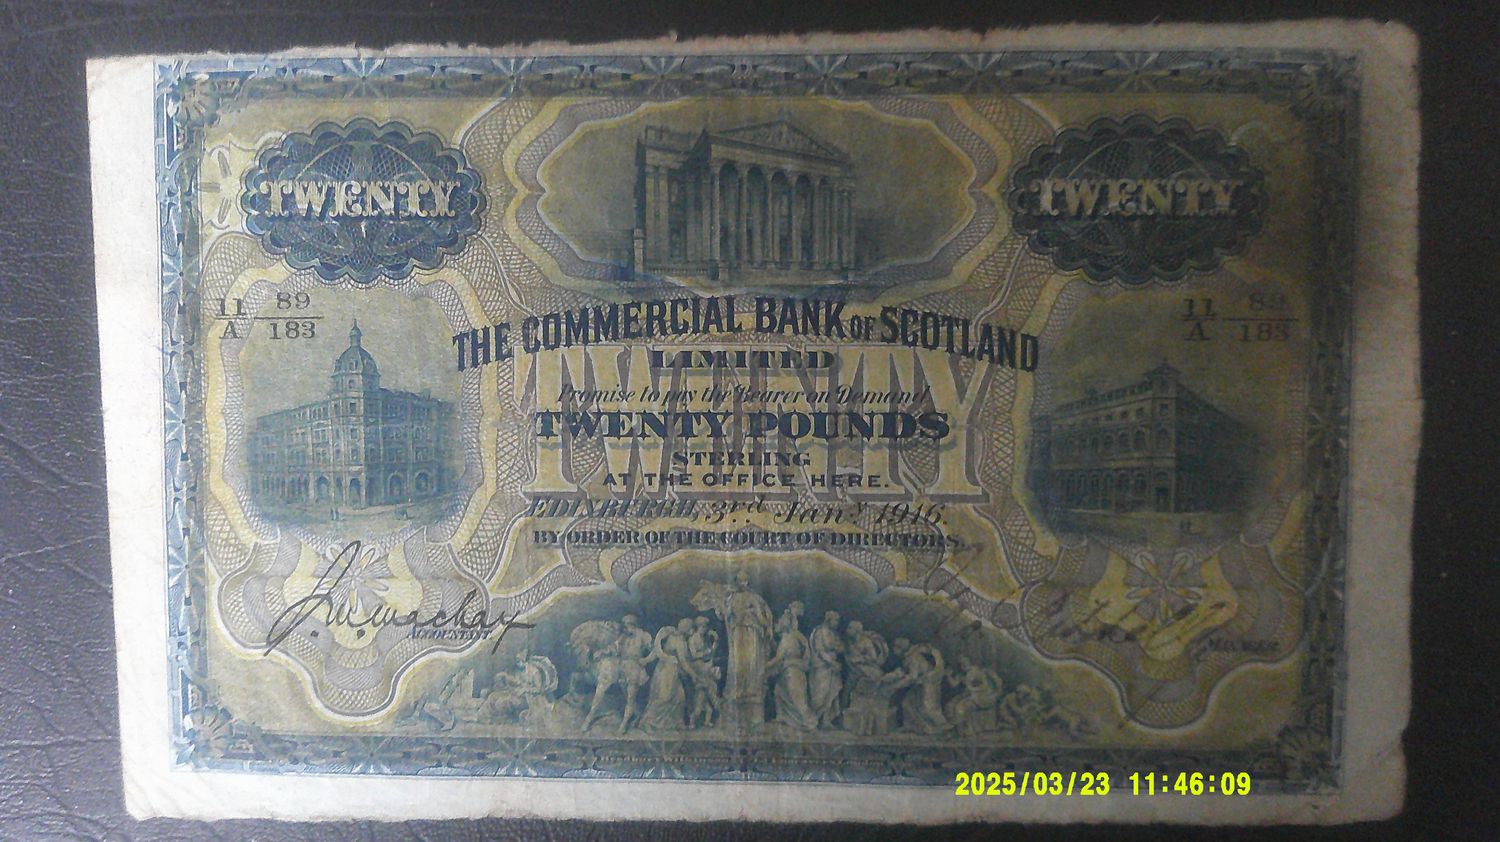 TWENTY TWENTY
11/A 89/183 11/A 89/183
THE COMMERCIAL BANK OF SCOTLAND
LIMITED
TWENTY
Promise to pay the Bearer on Demand
TWENTY POUNDS
STERLING
AT THE OFFICE HERE.
EDINBURGH, 3rd Jany 1916.
BY ORDER OF THE COURT OF DIRECTORS.
ACCOUNTANT.
MANAGER.
2025/03/23 11:46:09